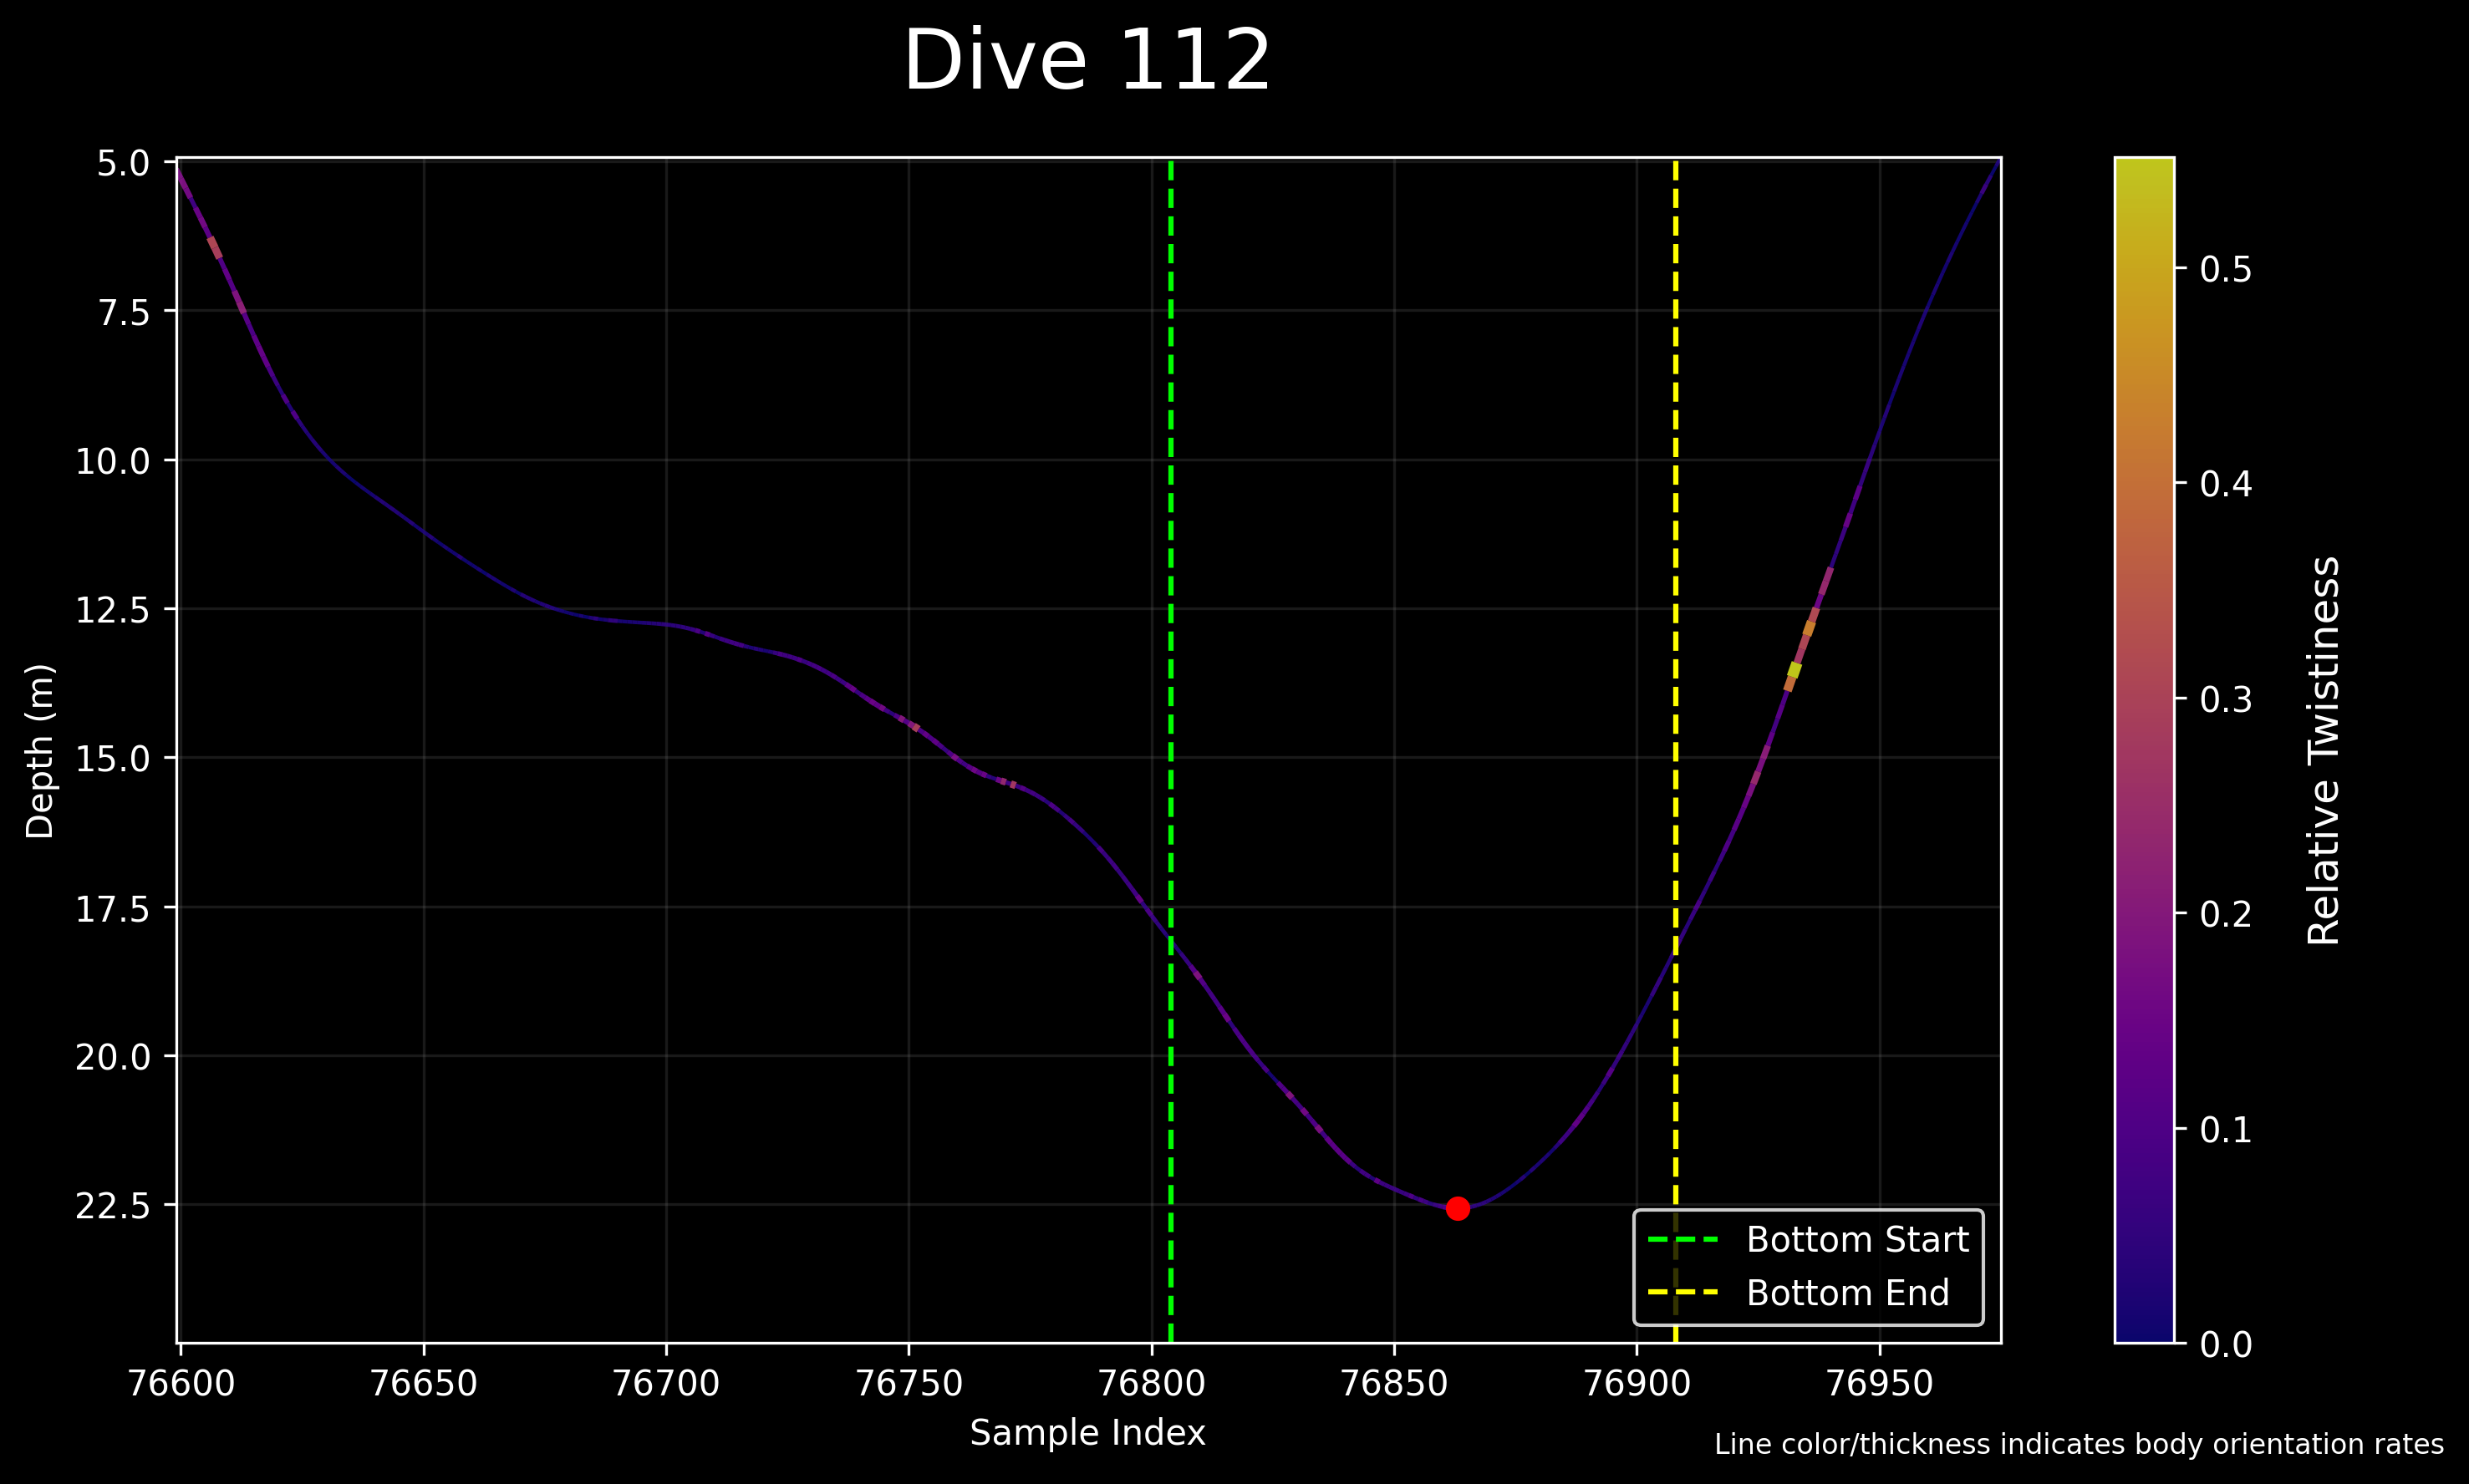 Dive 112
5.0
7.5
10.0
12.5
15.0
17.5
20.0
22.5
Depth (m)
76600 76650 76700 76750 76800 76850 76900 76950
Sample Index
Bottom Start
Bottom End
0.5
0.4
0.3
0.2
0.1
0.0
Relative Twistiness
Line color/thickness indicates body orientation rates